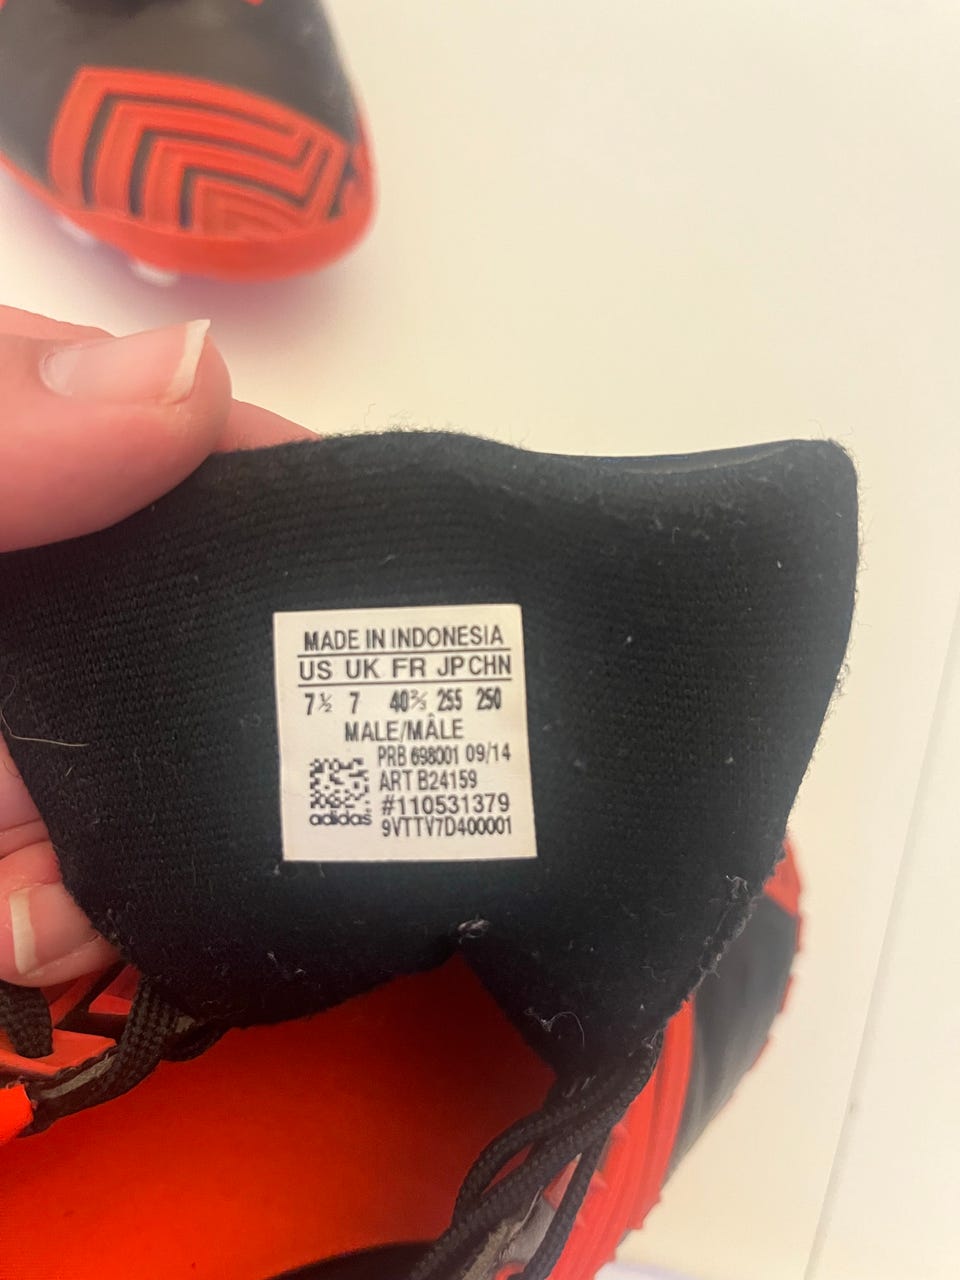 MADE IN INDONESIA
US UK FR JP CHN
7½ 7 40⅔ 255 250
MALE/MÂLE
PRB 698001 09/14
ART B24159
#110531379
adidas 9VTTV7D400001